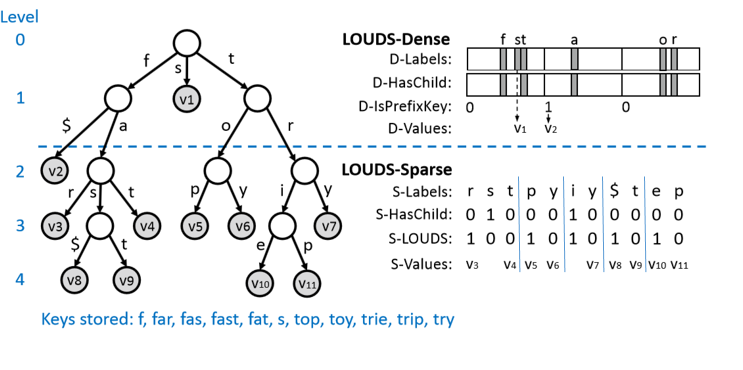 Level
0
1
2
3
4
f
s
t
v1
$
a
o
r
v2
r
s
t
p
y
i
y
v3
v4
v5
v6
v7
$
t
e
p
v8
v9
v10
v11
LOUDS-Dense
f s t a o r
D-Labels:
D-HasChild:
D-IsPrefixKey: 0 1 0
D-Values: V1 V2
LOUDS-Sparse
S-Labels: r s t p y i y $ t e p
S-HasChild: 0 1 0 0 0 1 0 0 0 0 0
S-LOUDS: 1 0 0 1 0 1 0 1 0 1 0
S-Values: V3 V4 V5 V6 V7 V8 V9 V10 V11
Keys stored: f, far, fas, fast, fat, s, top, toy, trie, trip, try